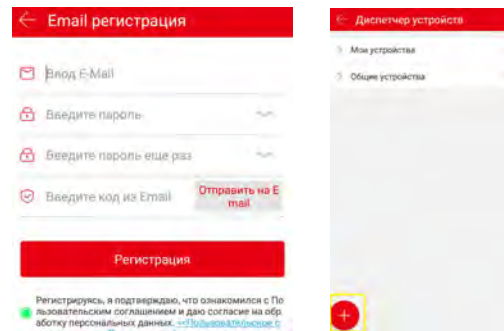 Email регистрация
Ввод E-Mail
Введите пароль
Введите пароль еще раз
Введите код из Email
Отправить на E
mail
Регистрация
Регистрируясь, я подтверждаю, что ознакомился с По
льзовательским соглашением и даю согласие на обр
аботку персональных данных. <<Пользовательское с
Диспетчер устройств
Мои устройства
Общие устройства